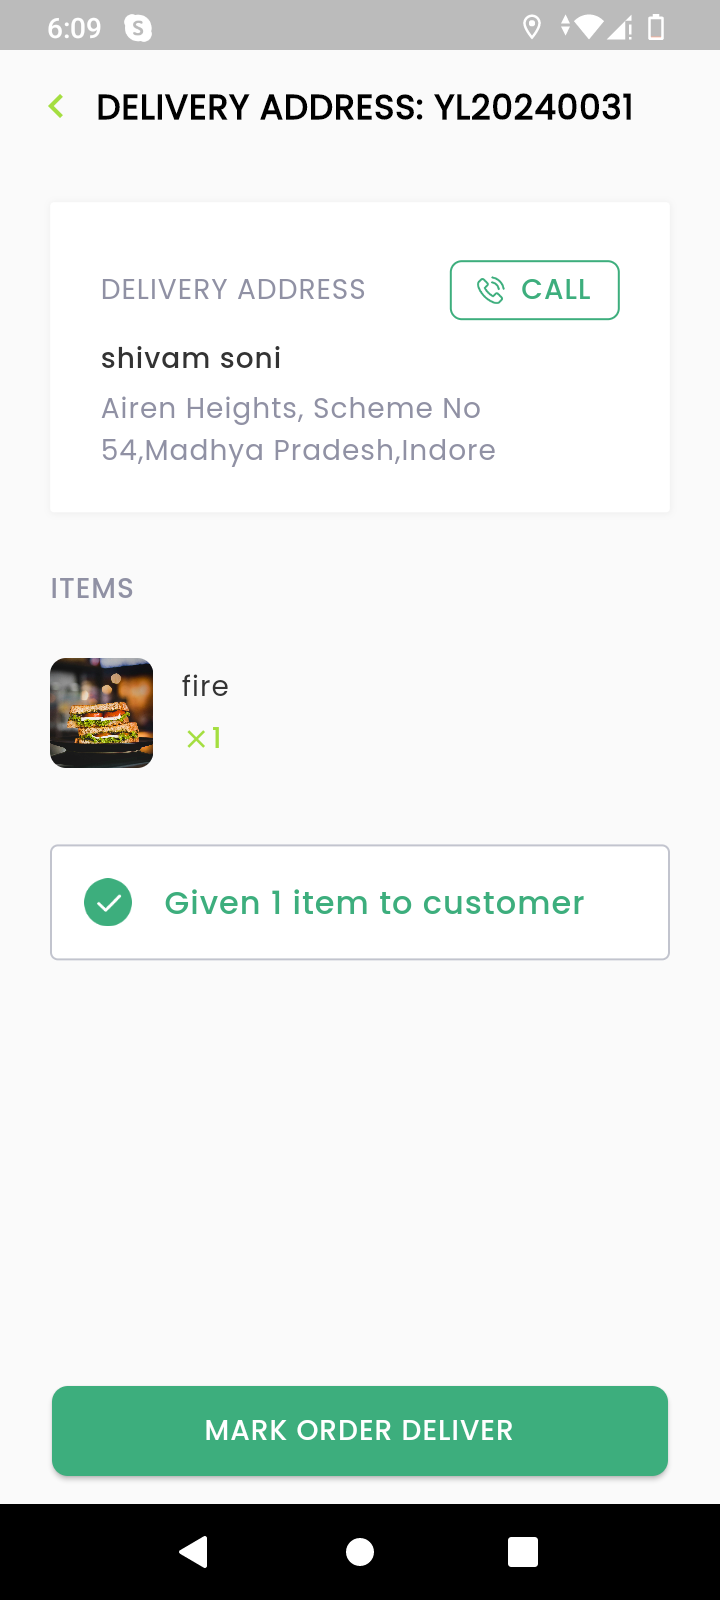 6:09
DELIVERY ADDRESS: YL20240031
DELIVERY ADDRESS
CALL
shivam soni
Airen Heights, Scheme No
54,Madhya Pradesh,Indore
ITEMS
fire
×1
Given 1 item to customer
MARK ORDER DELIVER